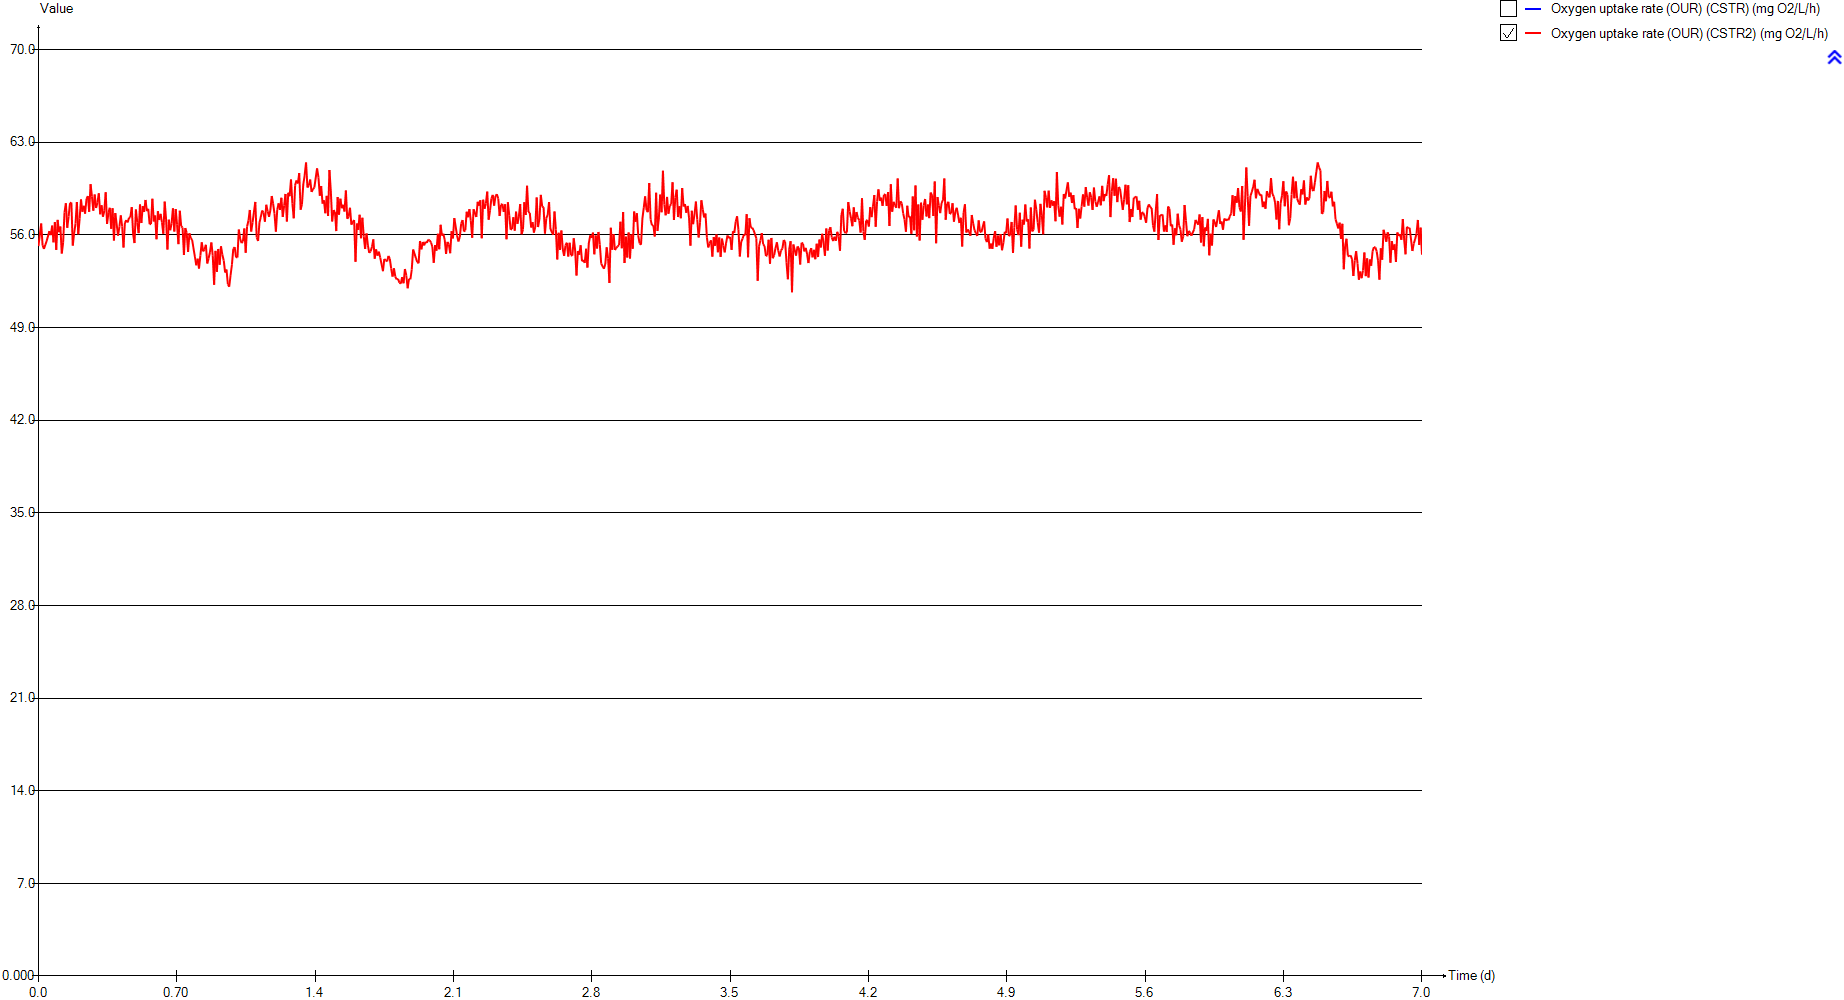 Value
Oxygen uptake rate (OUR) (CSTR) (mg O2/L/h)
Oxygen uptake rate (OUR) (CSTR2) (mg O2/L/h)
70.0
63.0
56.0
49.0
42.0
35.0
28.0
21.0
14.0
7.0
0.000
Time (d)
0.0 0.70 1.4 2.1 2.8 3.5 4.2 4.9 5.6 6.3 7.0